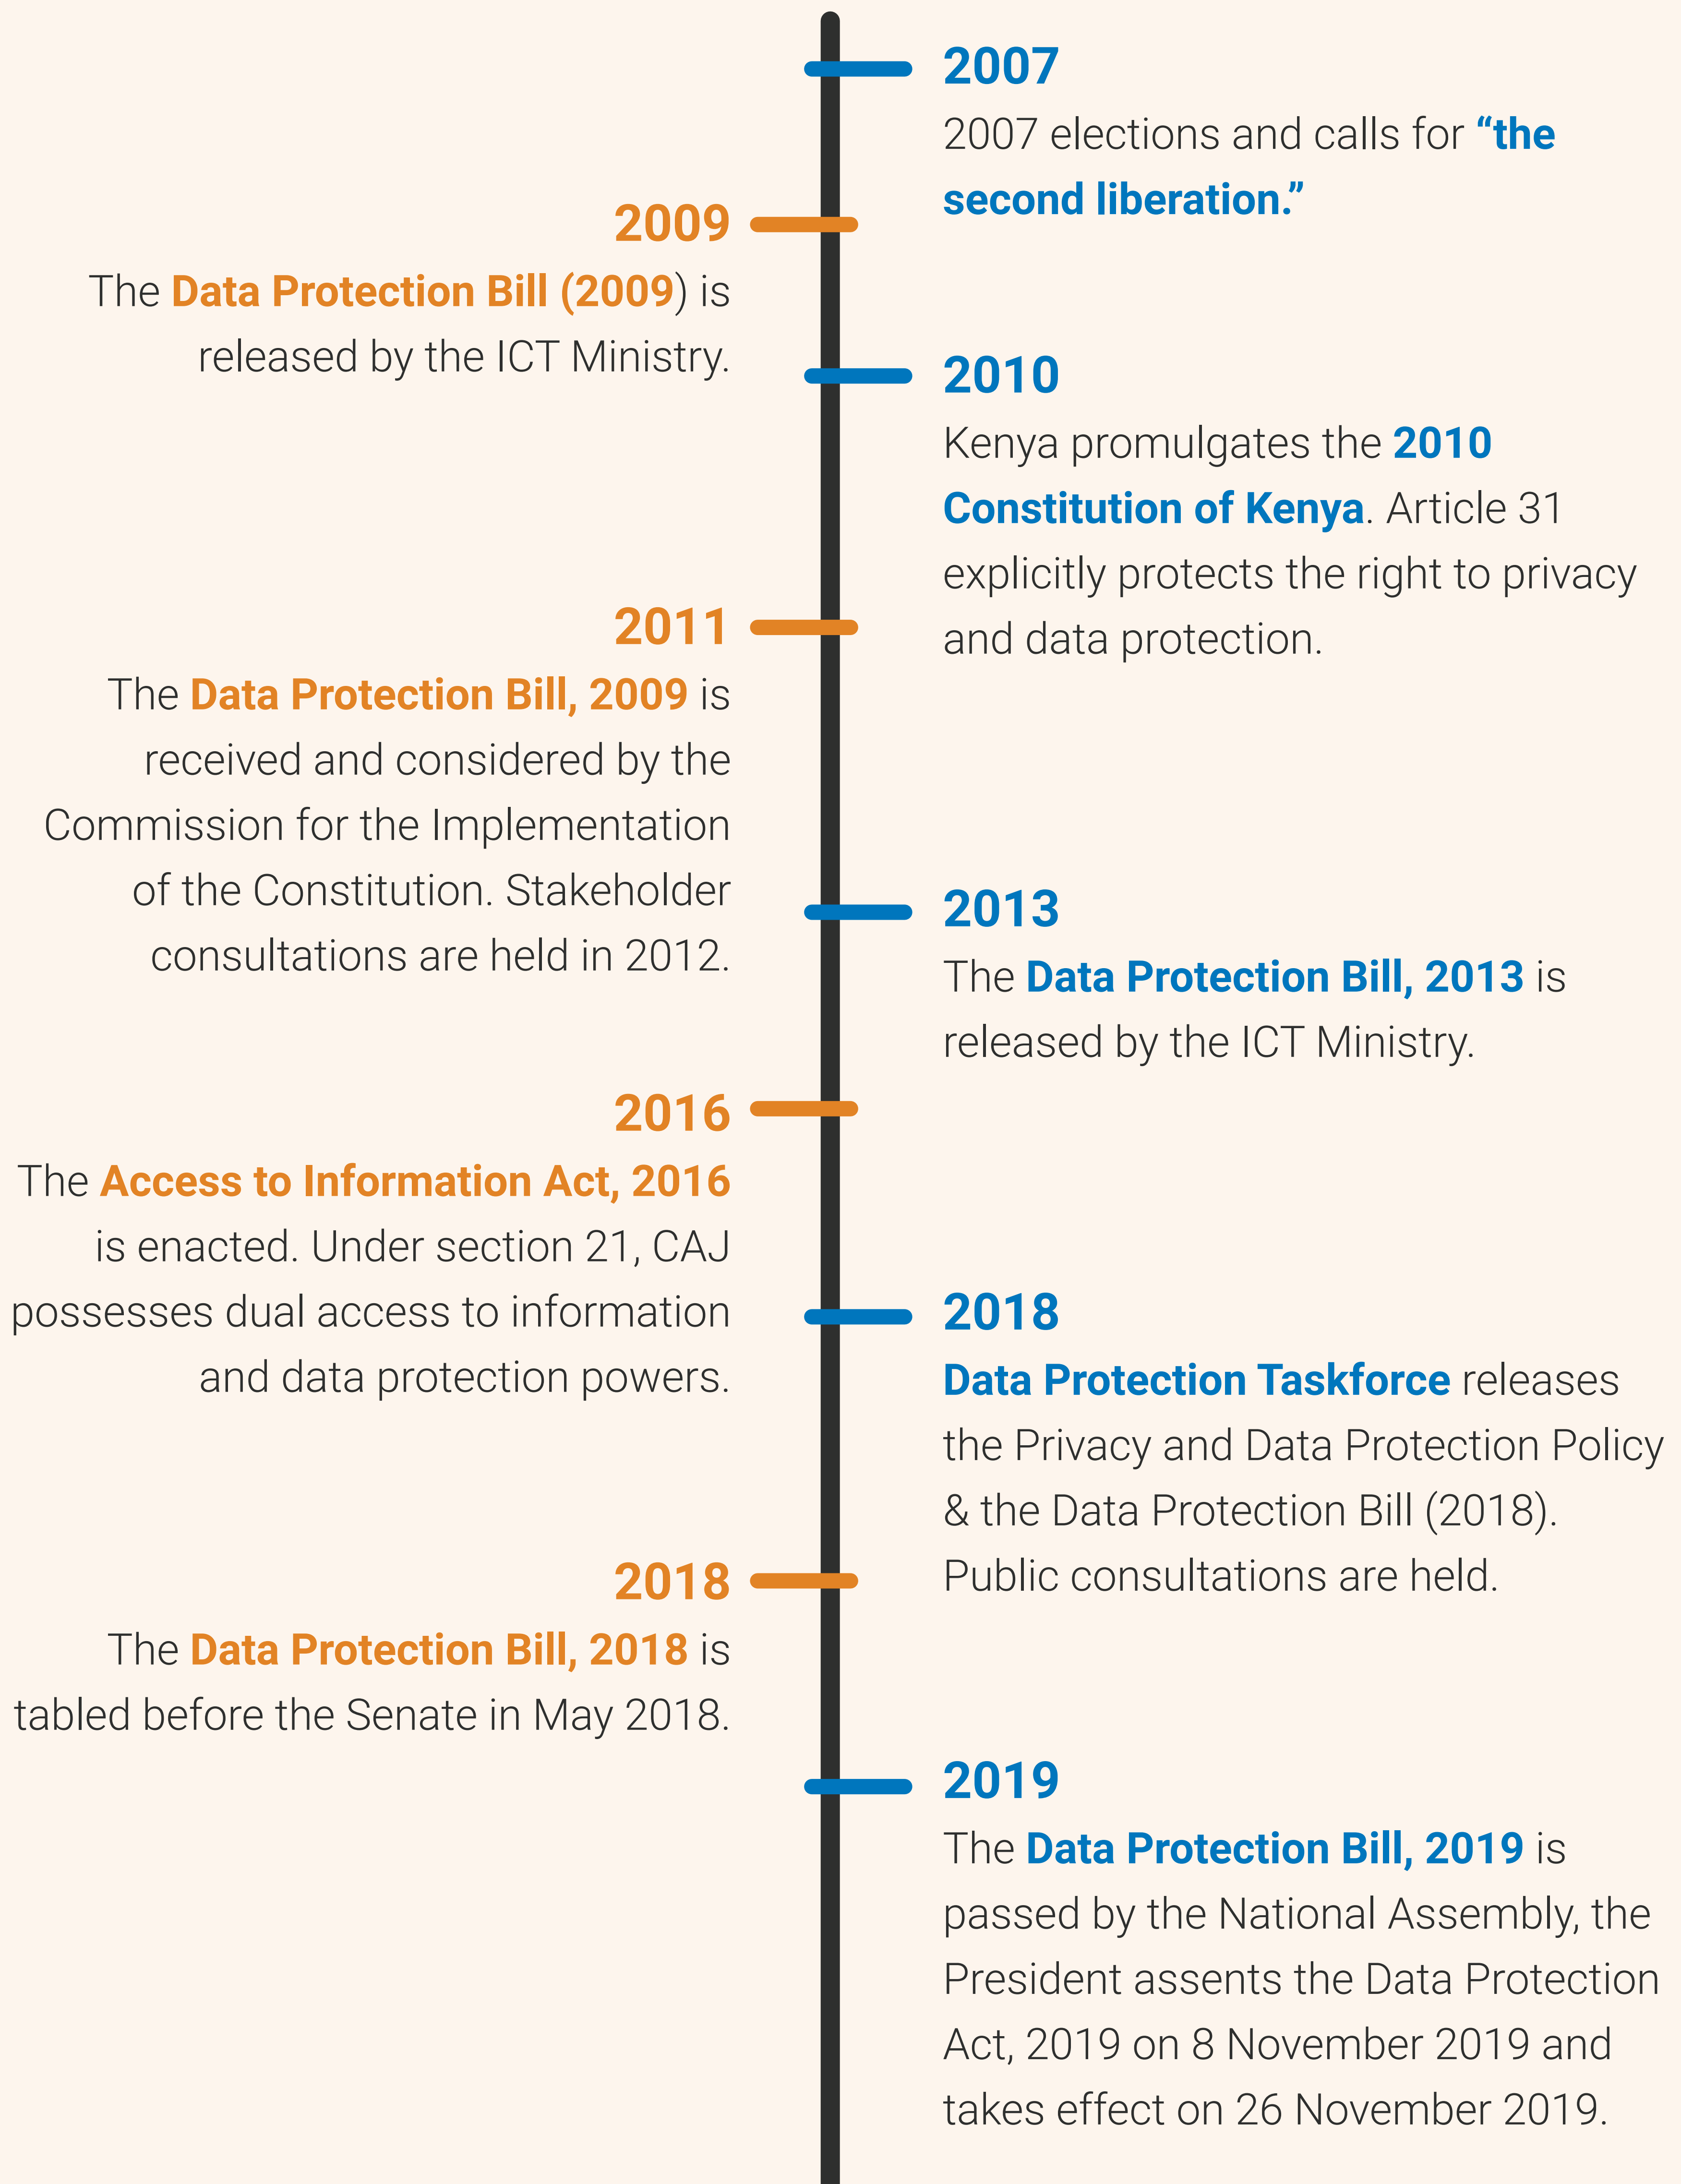 2007
2007 elections and calls for “the
second liberation.”
2009
The Data Protection Bill (2009) is
released by the ICT Ministry.
2010
Kenya promulgates the 2010
Constitution of Kenya. Article 31
explicitly protects the right to privacy
and data protection.
2011
The Data Protection Bill, 2009 is
received and considered by the
Commission for the Implementation
of the Constitution. Stakeholder
consultations are held in 2012.
2013
The Data Protection Bill, 2013 is
released by the ICT Ministry.
2016
The Access to Information Act, 2016
is enacted. Under section 21, CAJ
possesses dual access to information
and data protection powers.
2018
Data Protection Taskforce releases
the Privacy and Data Protection Policy
& the Data Protection Bill (2018).
Public consultations are held.
2018
The Data Protection Bill, 2018 is
tabled before the Senate in May 2018.
2019
The Data Protection Bill, 2019 is
passed by the National Assembly, the
President assents the Data Protection
Act, 2019 on 8 November 2019 and
takes effect on 26 November 2019.